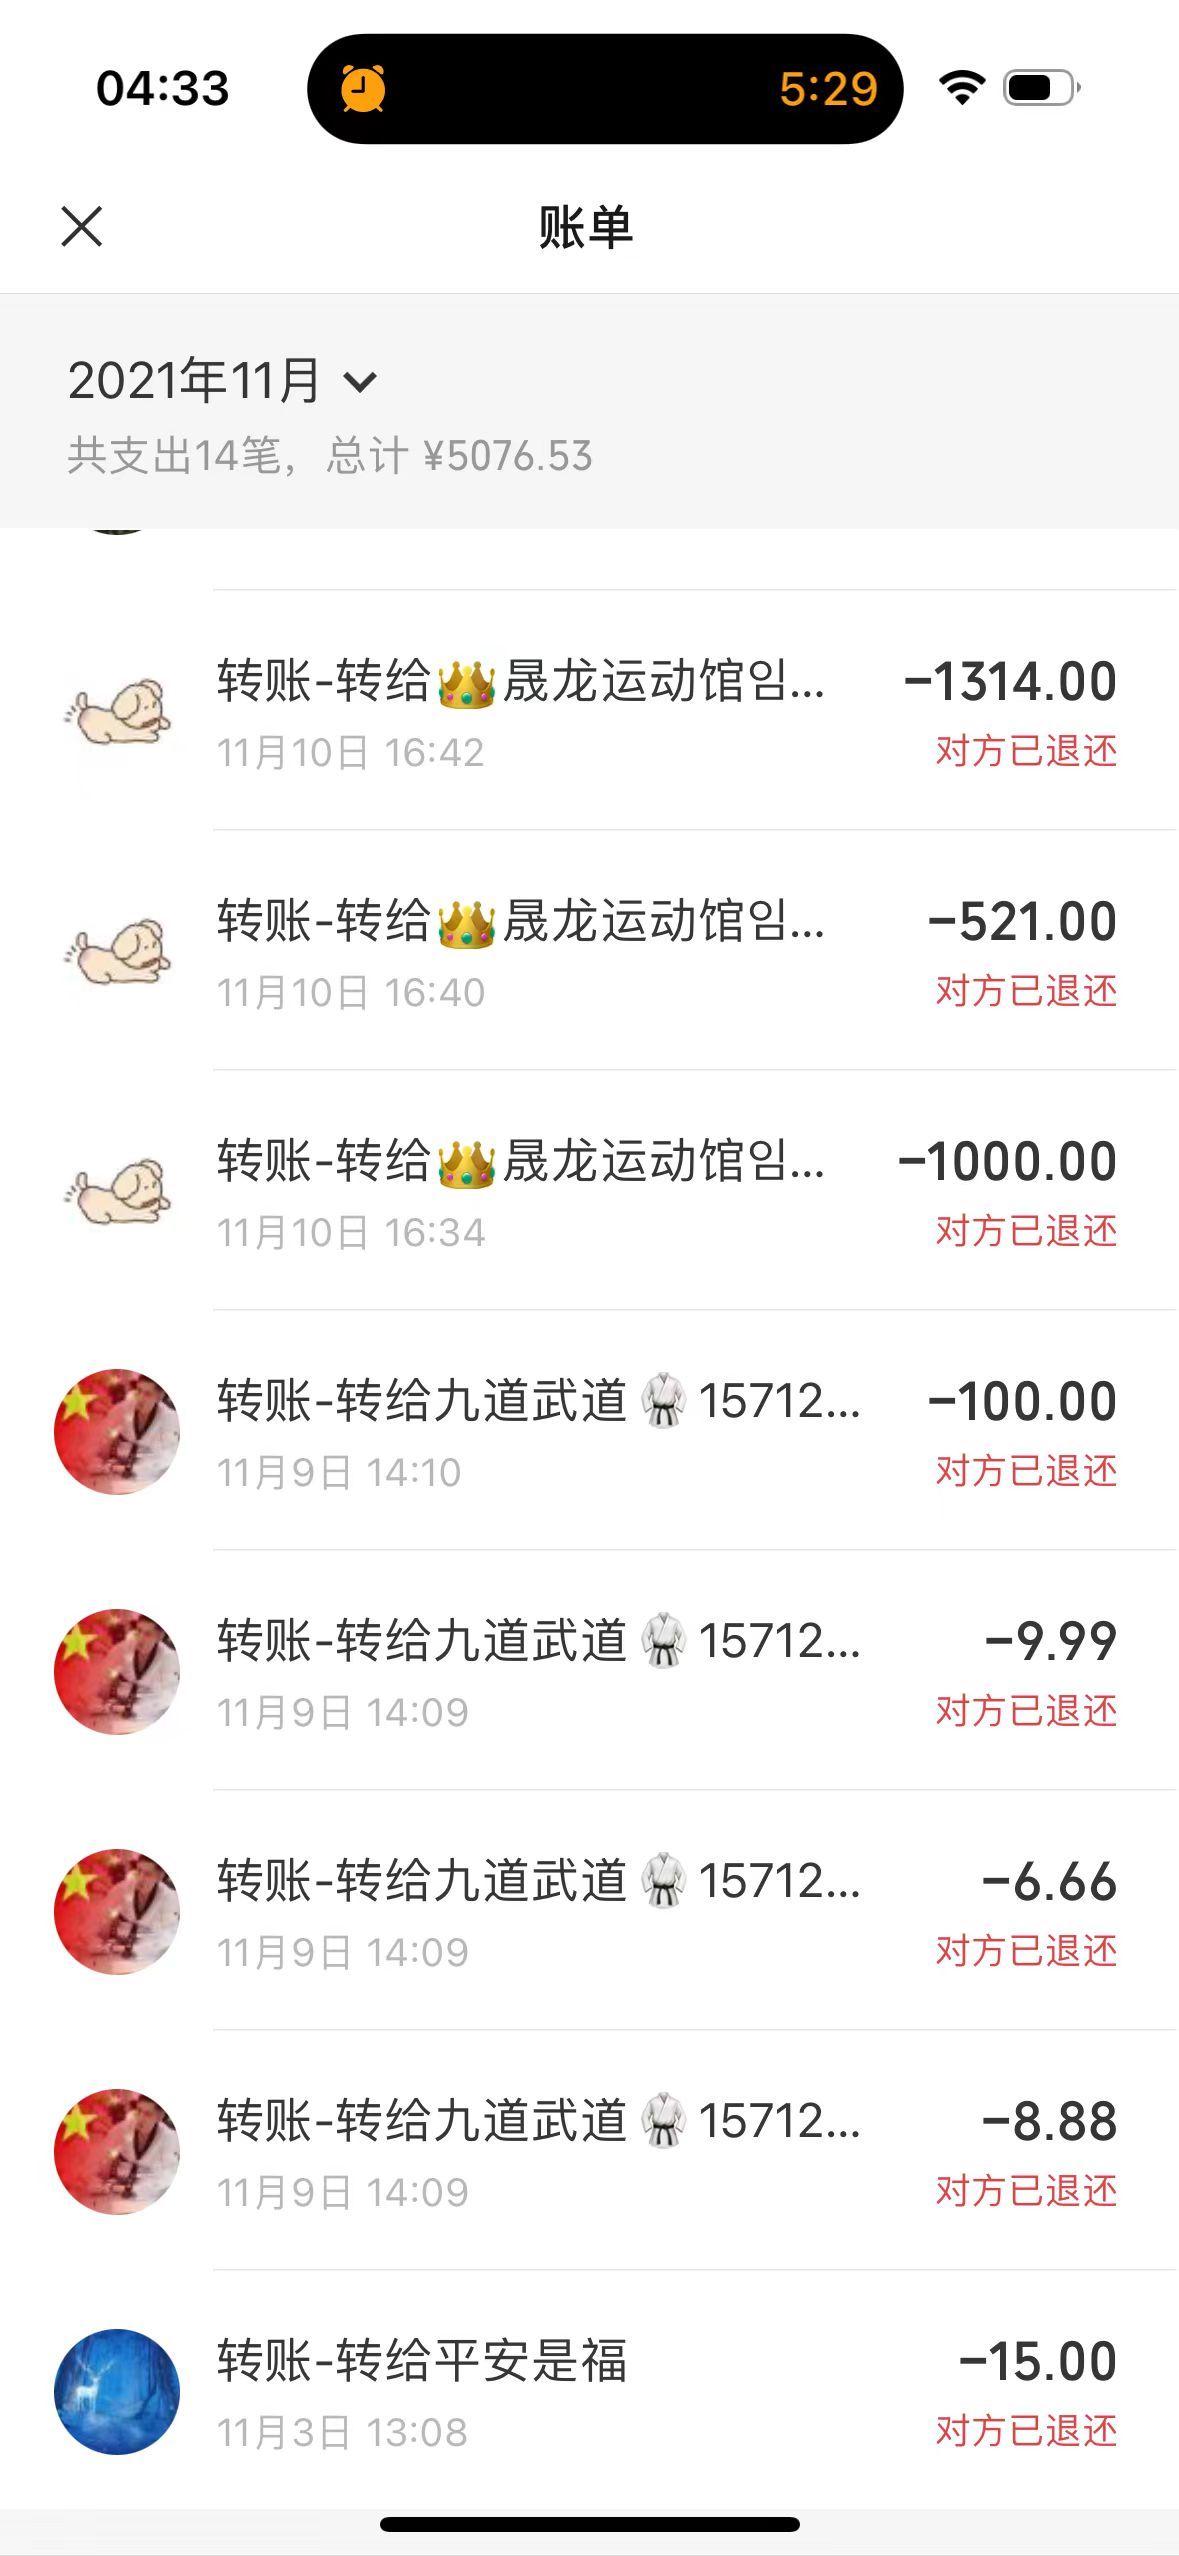 04:33
5:29
账单
2021年11月
共支出14笔，总计 ¥5076.53
转账-转给👑晟龙运动馆임...
-1314.00
11月10日 16:42
对方已退还
转账-转给👑晟龙运动馆임...
-521.00
11月10日 16:40
对方已退还
转账-转给👑晟龙运动馆임...
-1000.00
11月10日 16:34
对方已退还
转账-转给九道武道🥋15712...
-100.00
11月9日 14:10
对方已退还
转账-转给九道武道🥋15712...
-9.99
11月9日 14:09
对方已退还
转账-转给九道武道🥋15712...
-6.66
11月9日 14:09
对方已退还
转账-转给九道武道🥋15712...
-8.88
11月9日 14:09
对方已退还
转账-转给平安是福
-15.00
11月3日 13:08
对方已退还